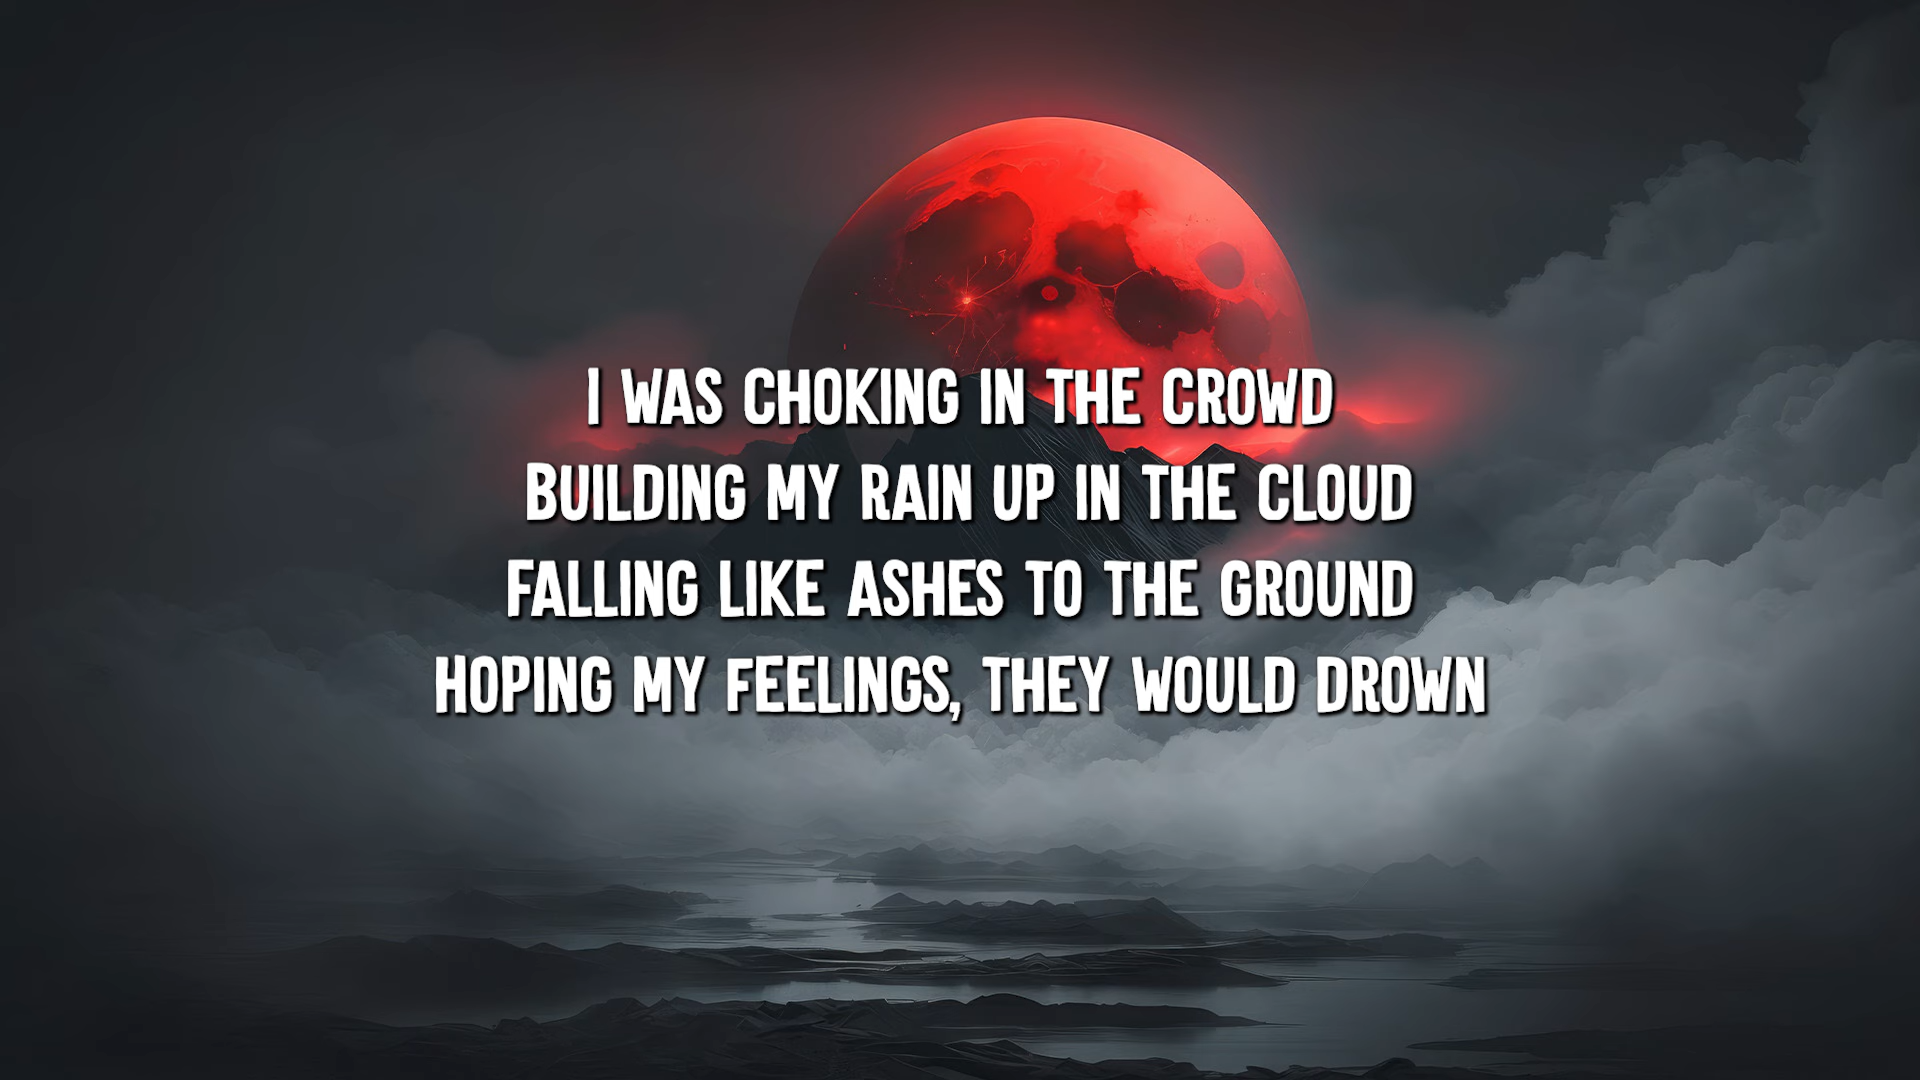 I WAS CHOKING IN THE CROWD
BUILDING MY RAIN UP IN THE CLOUD
FALLING LIKE ASHES TO THE GROUND
HOPING MY FEELINGS, THEY WOULD DROWN